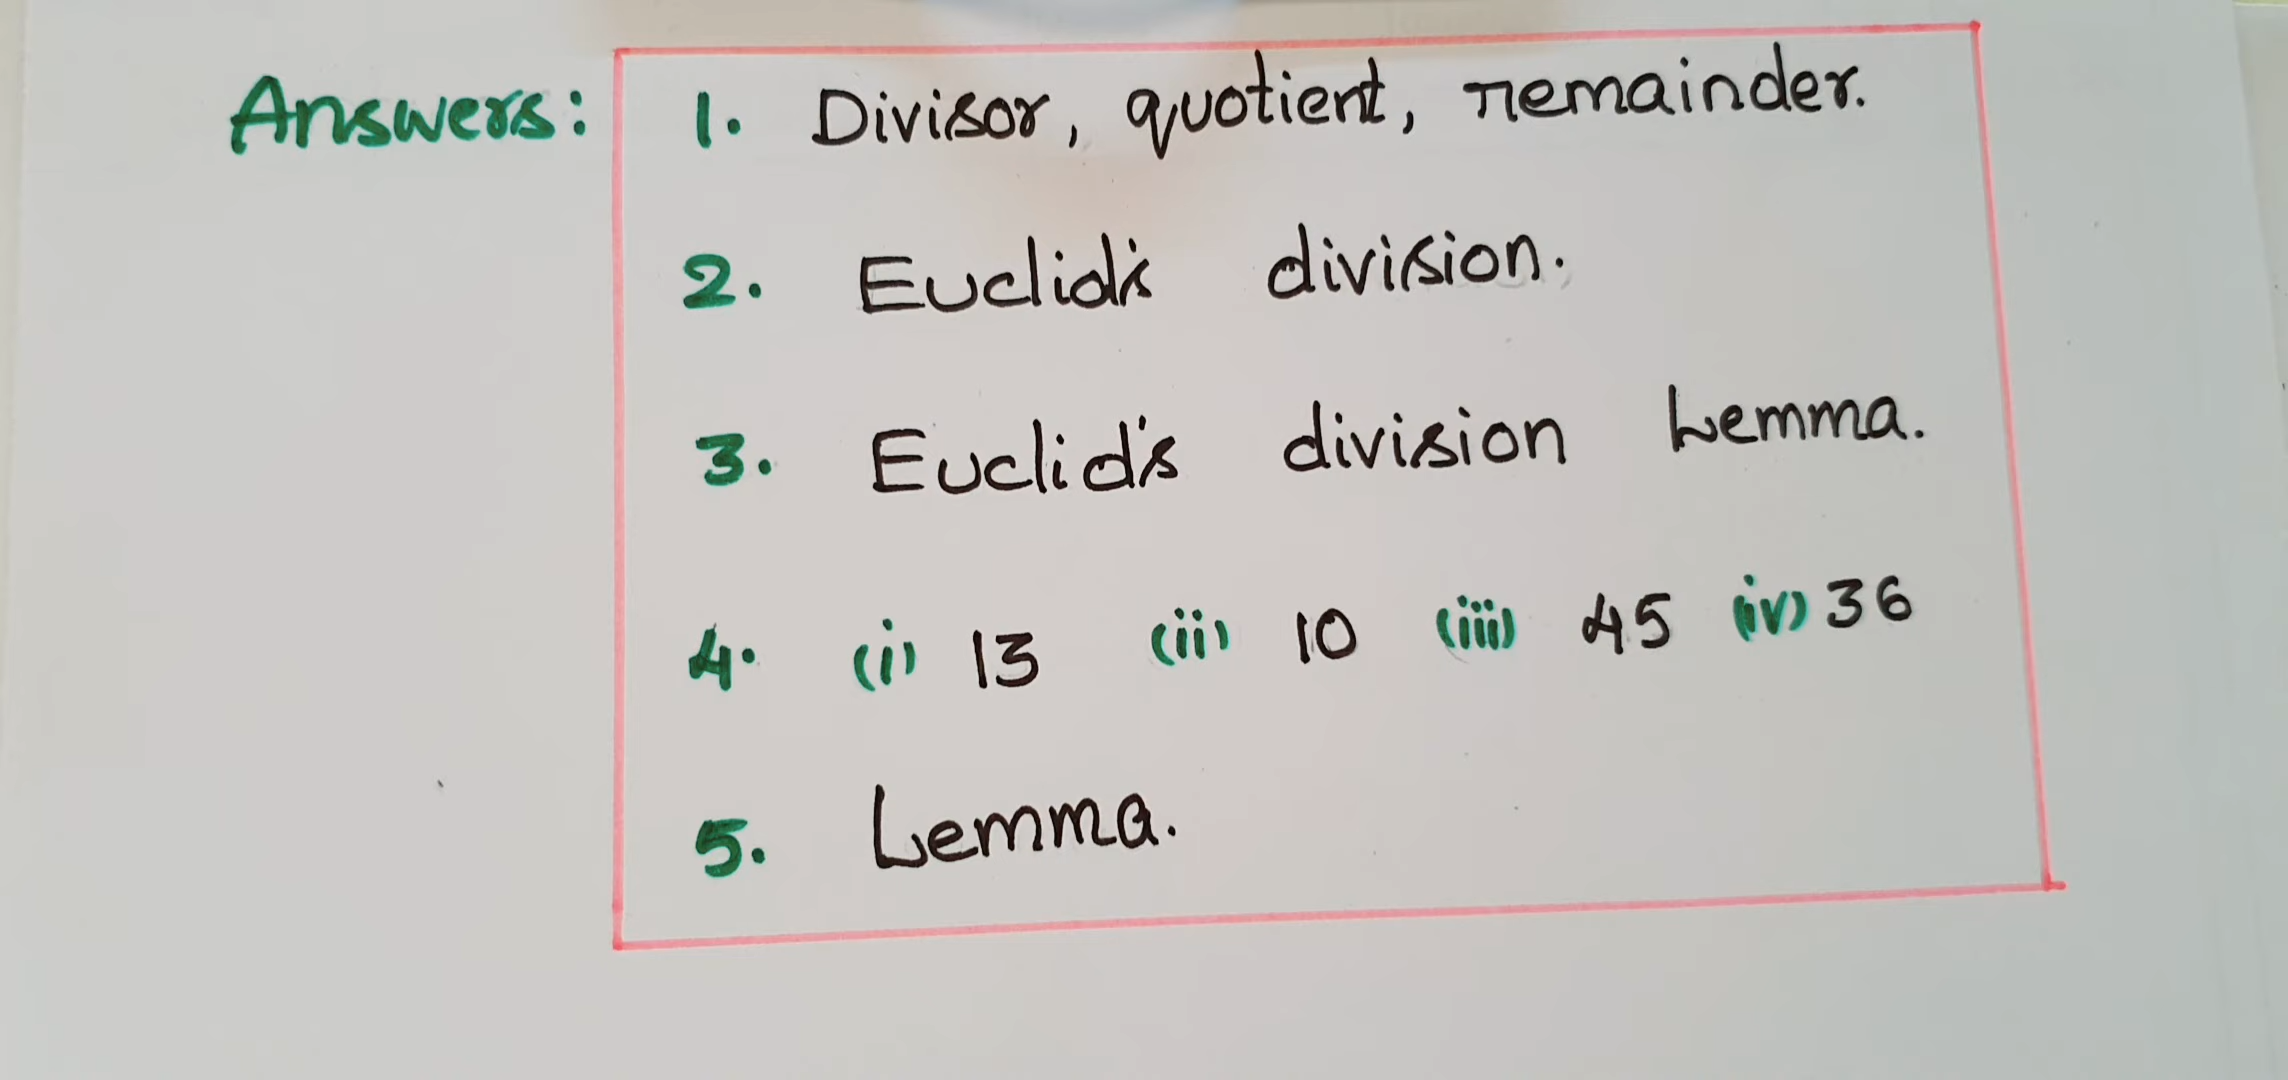 Answers: 1. Divisor, quotient, remainder.
2. Euclid's division.
3. Euclid's division Lemma.
4. (i) 13 (ii) 10 (iii) 45 (iv) 36
5. Lemma.